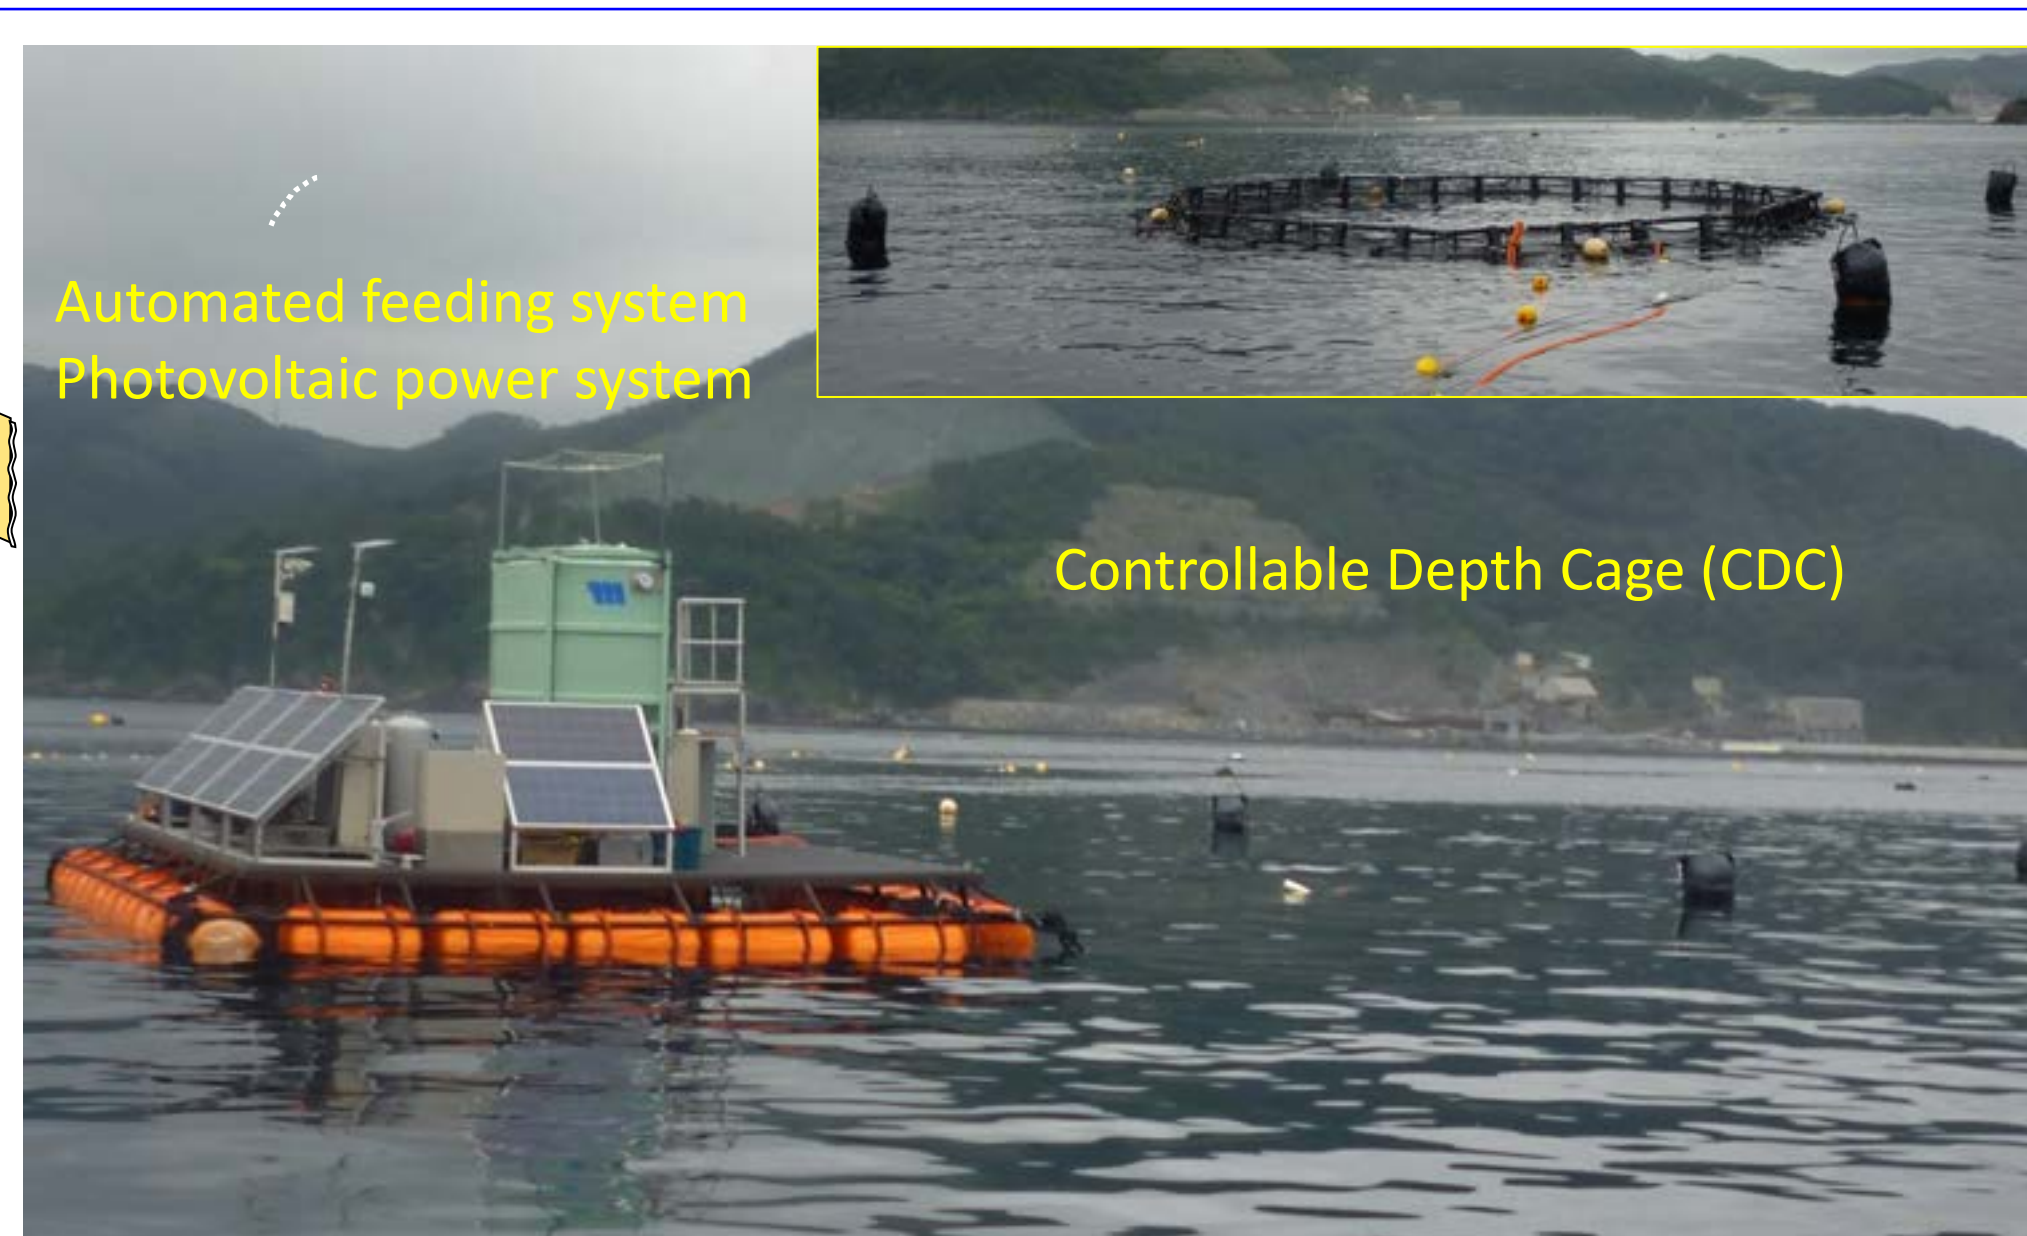 Automated feeding system
Photovoltaic power system
Controllable Depth Cage (CDC)